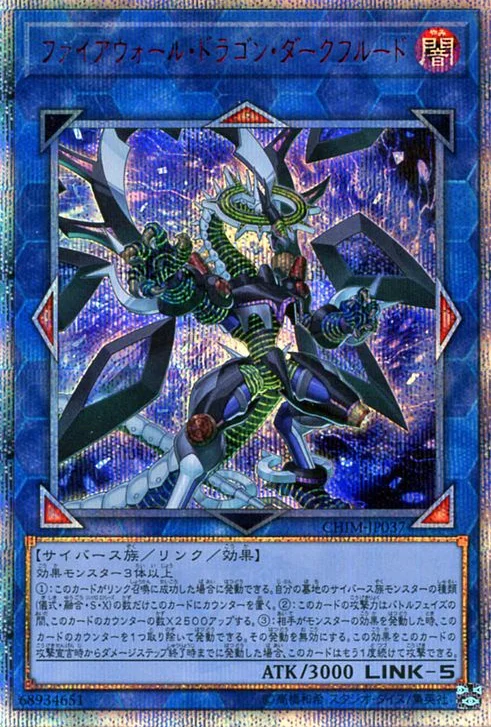 ファイアウォール・ドラゴン・ダークフルード
闇
CHIM-JP037
【サイバース族／リンク／効果】
効果モンスター3体以上
①：このカードがリンク召喚に成功した場合に発動できる。自分の墓地のサイバース族モンスターの種類
(儀式・融合・S・X)の数だけこのカードにカウンターを置く。②：このカードの攻撃力はバトルフェイズの
間、このカードのカウンターの数×2500アップする。③：相手がモンスターの効果を発動した時、こ
のカードのカウンターを1つ取り除いて発動できる。その発動を無効にする。この効果をこのカードの
攻撃宣言時からダメージステップ終了時までに発動した場合、このカードはもう1度続けて攻撃できる。
ATK/3000 LINK-5
68934651
©高橋和希 スタジオ・ダイス/集英社